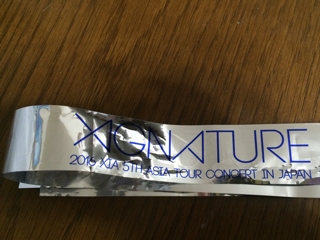 XIGNATURE
2016 XIA 5TH ASIA TOUR CONCERT IN JAPAN